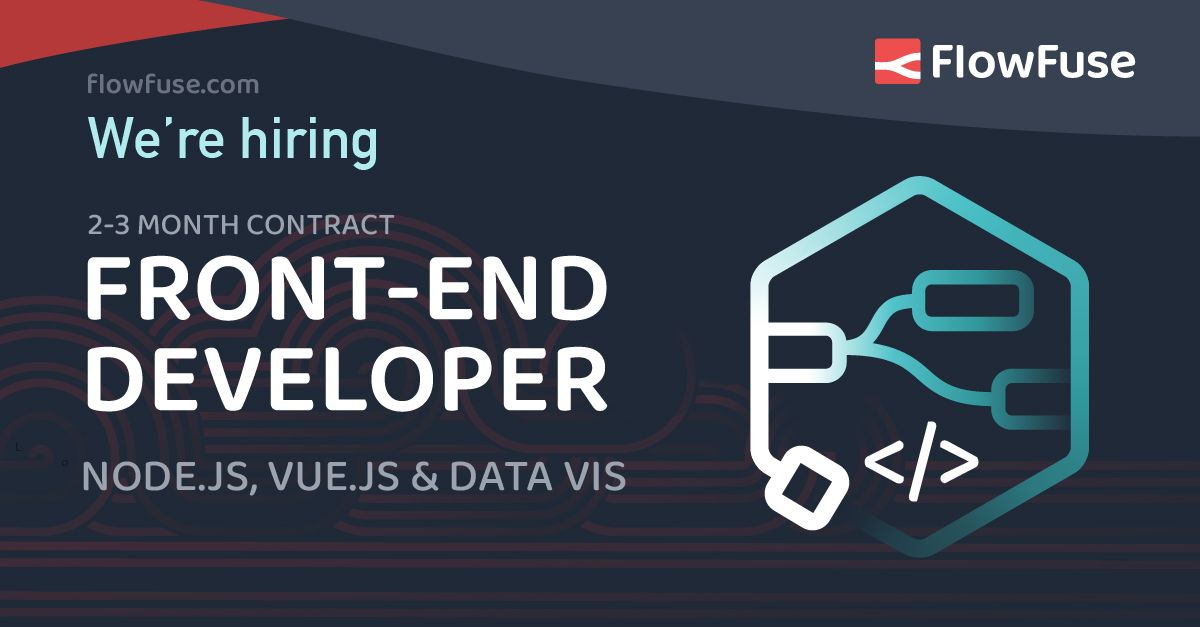 flowfuse.com
FlowFuse
We're hiring
2-3 MONTH CONTRACT
FRONT-END
DEVELOPER
NODE.JS, VUE.JS & DATA VIS
</>